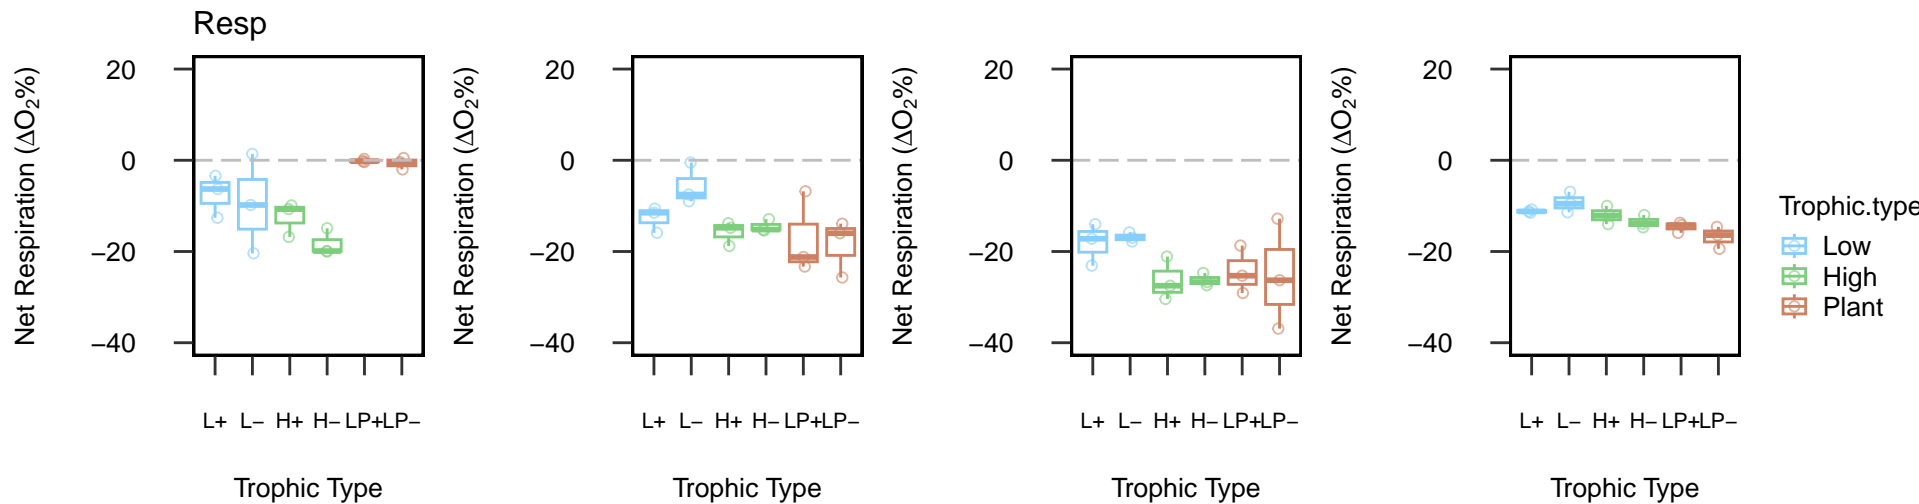 Resp
Net Respiration (ΔO₂%)
20
0
−20
−40
L+ L− H+ H− LP+ LP−
Trophic Type
Net Respiration (ΔO₂%)
20
0
−20
−40
L+ L− H+ H− LP+ LP−
Trophic Type
Net Respiration (ΔO₂%)
20
0
−20
−40
L+ L− H+ H− LP+ LP−
Trophic Type
Net Respiration (ΔO₂%)
20
0
−20
−40
L+ L− H+ H− LP+ LP−
Trophic Type
Trophic.type
Low
High
Plant